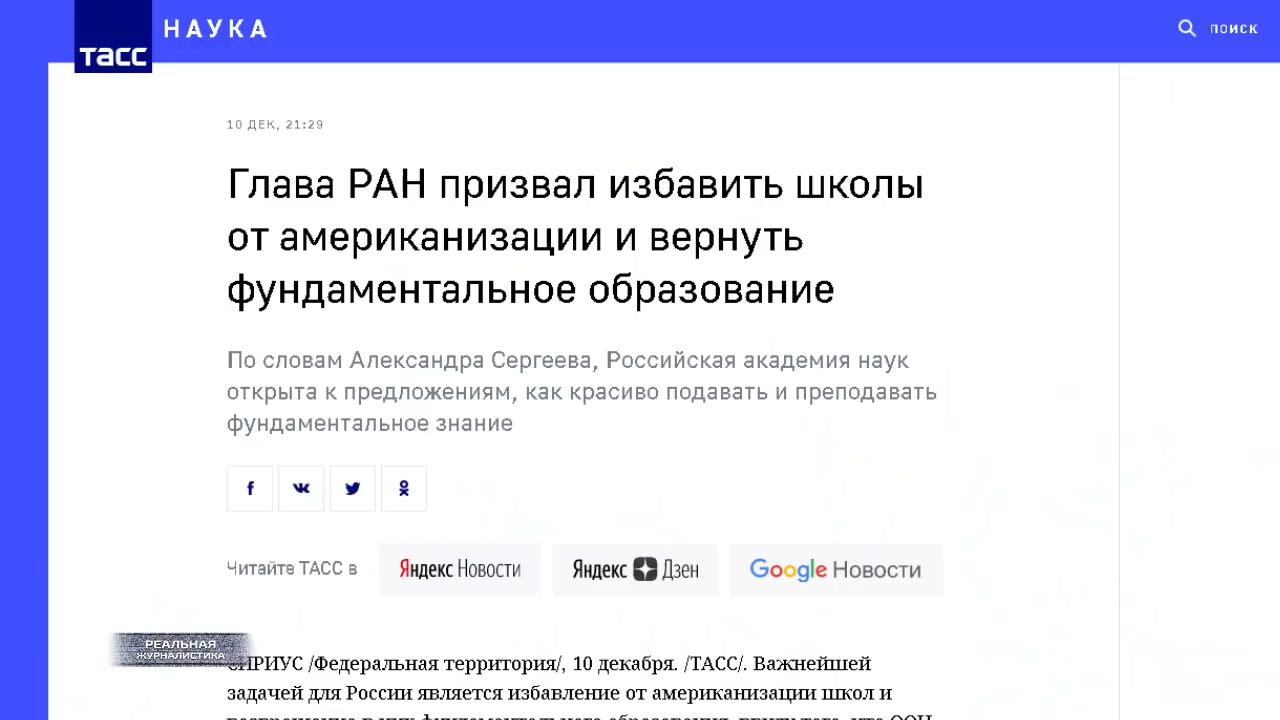 тасс
НАУКА
ПОИСК
10 ДЕК, 21:29
Глава РАН призвал избавить школы
от американизации и вернуть
фундаментальное образование
По словам Александра Сергеева, Российская академия наук
открыта к предложениям, как красиво подавать и преподавать
фундаментальное знание
Читайте ТАСС в
Яндекс Новости
Яндекс Дзен
Google Новости
РЕАЛЬНАЯ
ЖУРНАЛИСТИКА
СИРИУС /Федеральная территория/, 10 декабря. /ТАСС/. Важнейшей
задачей для России является избавление от американизации школ и